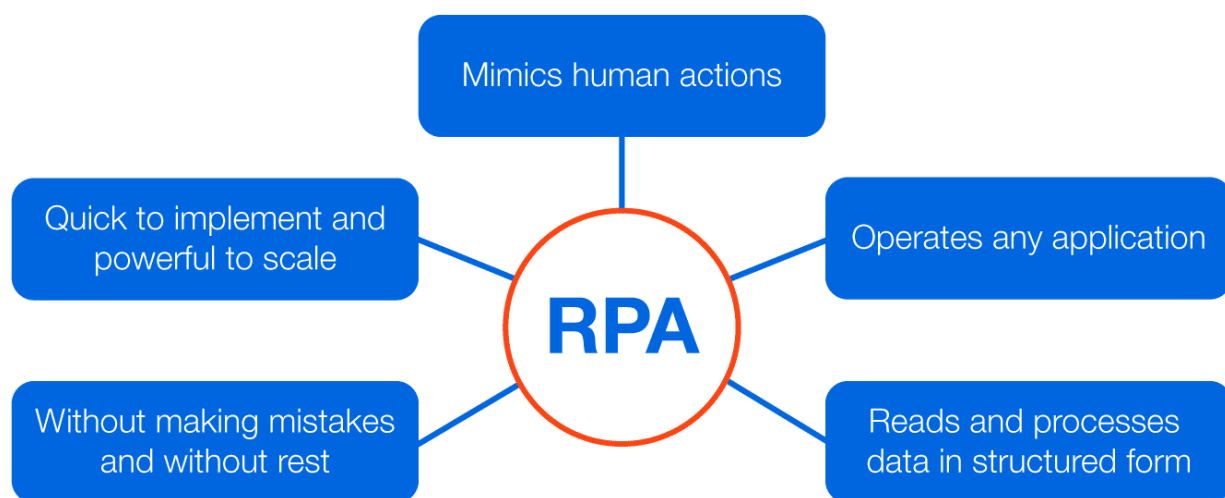 Mimics human actions
Quick to implement and
powerful to scale
Operates any application
RPA
Without making mistakes
and without rest
Reads and processes
data in structured form